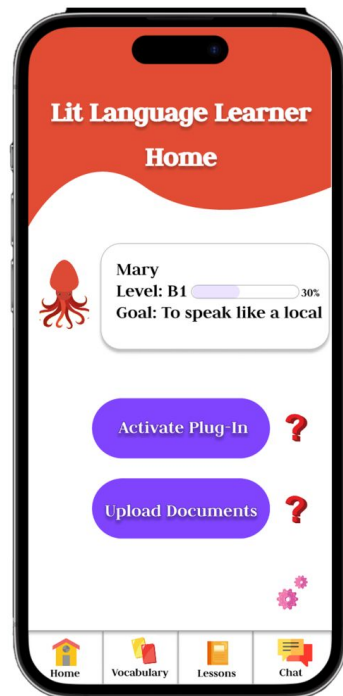 Lit Language Learner
Home
Mary
Level: B1 30%
Goal: To speak like a local
Activate Plug-In ?
Upload Documents ?
Home Vocabulary Lessons Chat